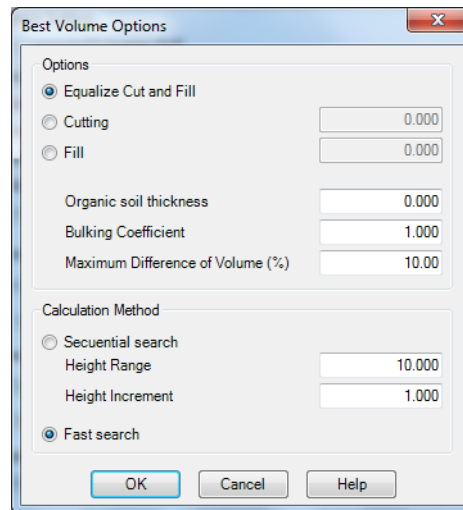 Best Volume Options
X
Options
Equalize Cut and Fill
Cutting 0.000
Fill 0.000
Organic soil thickness 0.000
Bulking Coefficient 1.000
Maximum Difference of Volume (%) 10.00
Calculation Method
Secuential search
Height Range 10.000
Height Increment 1.000
Fast search
OK Cancel Help